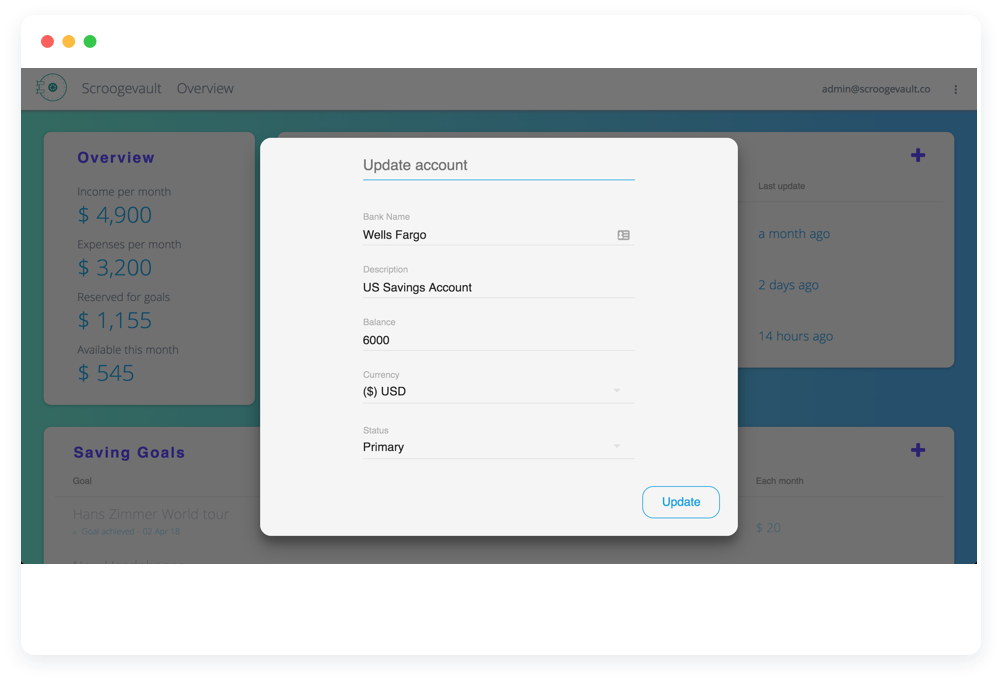 Scroogevault Overview admin@scroogevault.co
Overview
Income per month
$ 4,900
Expenses per month
$ 3,200
Reserved for goals
$ 1,155
Available this month
$ 545
Update account
Bank Name
Wells Fargo
Description
US Savings Account
Balance
6000
Currency
($) USD
Status
Primary
Update
Last update
a month ago
2 days ago
14 hours ago
Saving Goals
Goal Each month
Hans Zimmer World tour $ 20
Goal achieved - 02 Apr 18